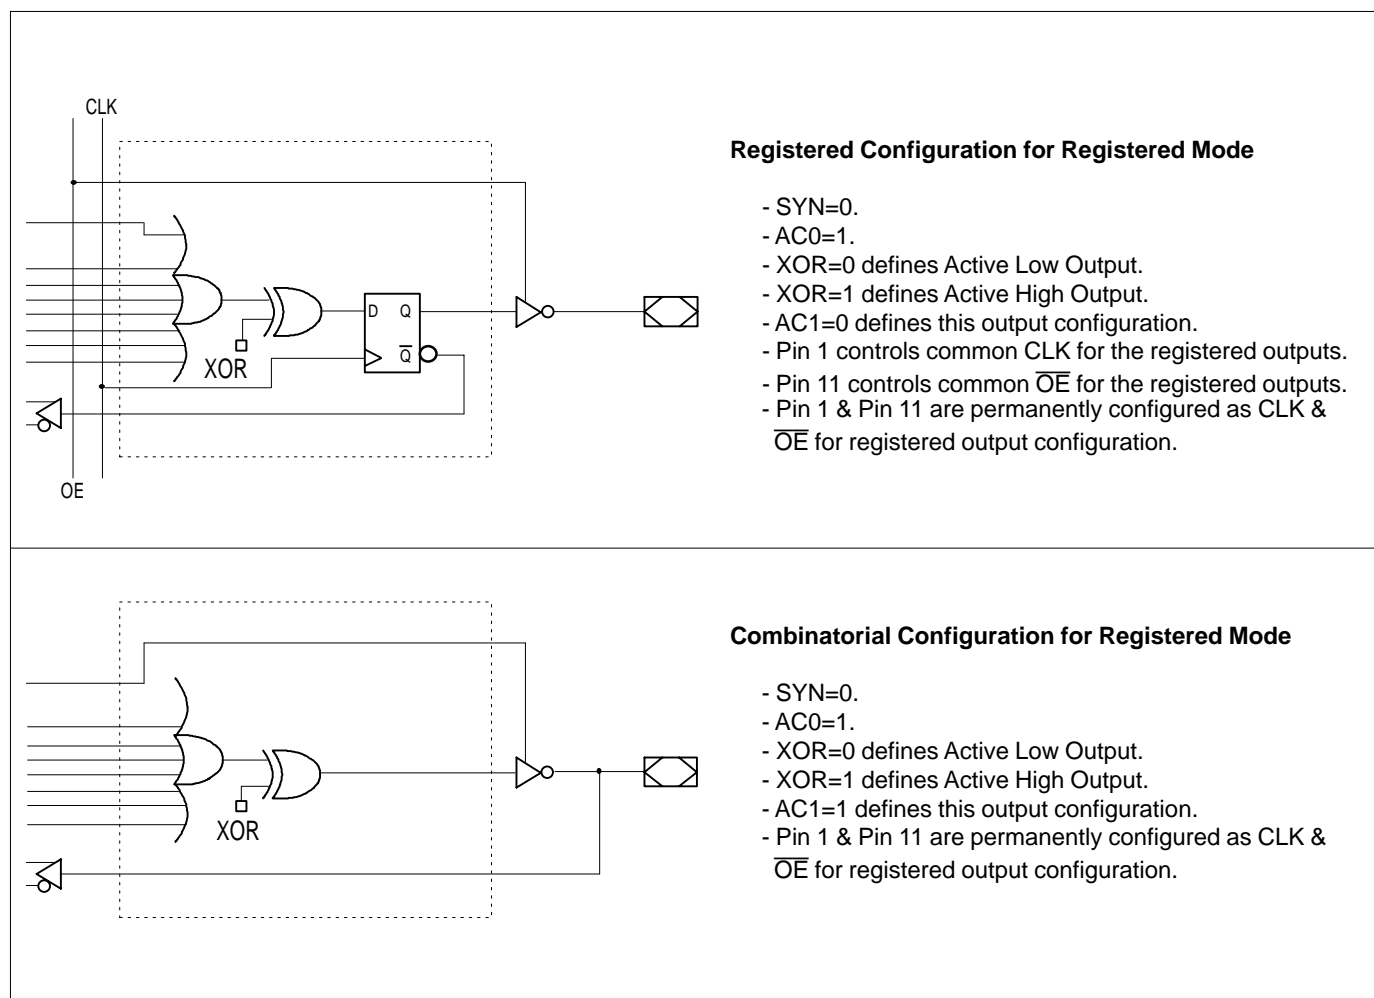 CLK
Registered Configuration for Registered Mode
- SYN=0.
- AC0=1.
- XOR=0 defines Active Low Output.
- XOR=1 defines Active High Output.
- AC1=0 defines this output configuration.
- Pin 1 controls common CLK for the registered outputs.
- Pin 11 controls common O̅E̅ for the registered outputs.
- Pin 1 & Pin 11 are permanently configured as CLK &
O̅E̅ for registered output configuration.
D Q
Q̅
XOR
OE
Combinatorial Configuration for Registered Mode
- SYN=0.
- AC0=1.
- XOR=0 defines Active Low Output.
- XOR=1 defines Active High Output.
- AC1=1 defines this output configuration.
- Pin 1 & Pin 11 are permanently configured as CLK &
O̅E̅ for registered output configuration.
XOR